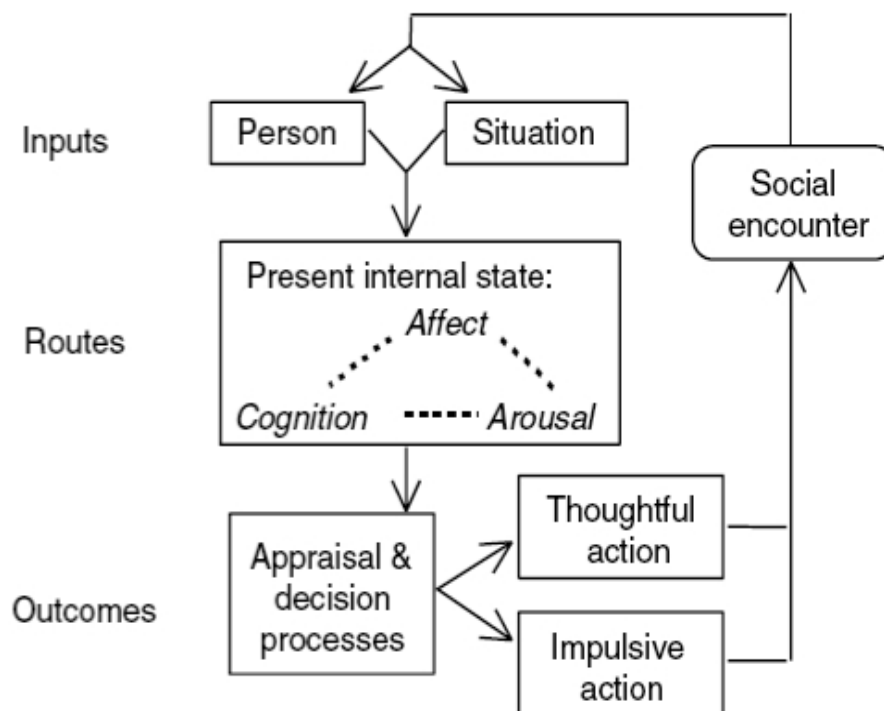 Inputs
Person
Situation
Social
encounter
Routes
Present internal state:
Affect
Cognition
Arousal
Outcomes
Appraisal &
decision
processes
Thoughtful
action
Impulsive
action